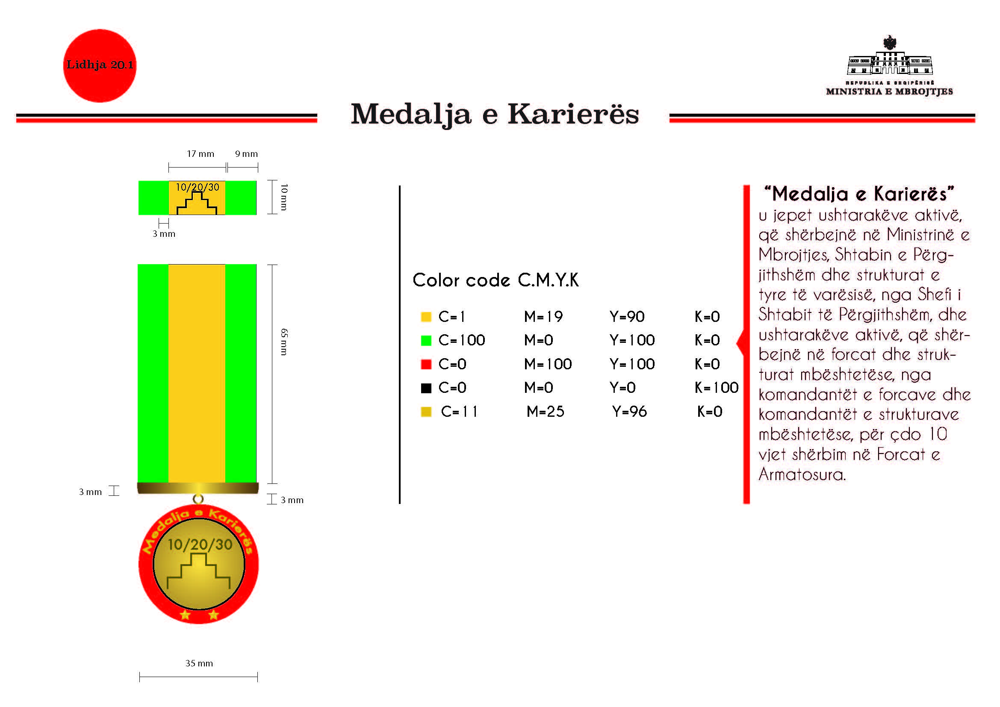 Lidhja 20.1
REPUBLIKA E SHQIPËRISË
MINISTRIA E MBROJTJES
Medalja e Karierës
17 mm 9 mm
10/20/30
10 mm
3 mm
65 mm
3 mm
3 mm
Medalja e Karierës
10/20/30
35 mm
Color code C.M.Y.K
C=1 M=19 Y=90 K=0
C=100 M=0 Y=100 K=0
C=0 M=100 Y=100 K=0
C=0 M=0 Y=0 K=100
C=11 M=25 Y=96 K=0
“Medalja e Karierës”
u jepet ushtarakëve aktivë,
që shërbejnë në Ministrinë e
Mbrojtjes, Shtabin e Përg-
jithshëm dhe strukturat e
tyre të varësisë, nga Shefi i
Shtabit të Përgjithshëm, dhe
ushtarakëve aktivë, që shër-
bejnë në forcat dhe struk-
turat mbështetëse, nga
komandantët e forcave dhe
komandantët e strukturave
mbështetëse, për çdo 10
vjet shërbim në Forcat e
Armatosura.